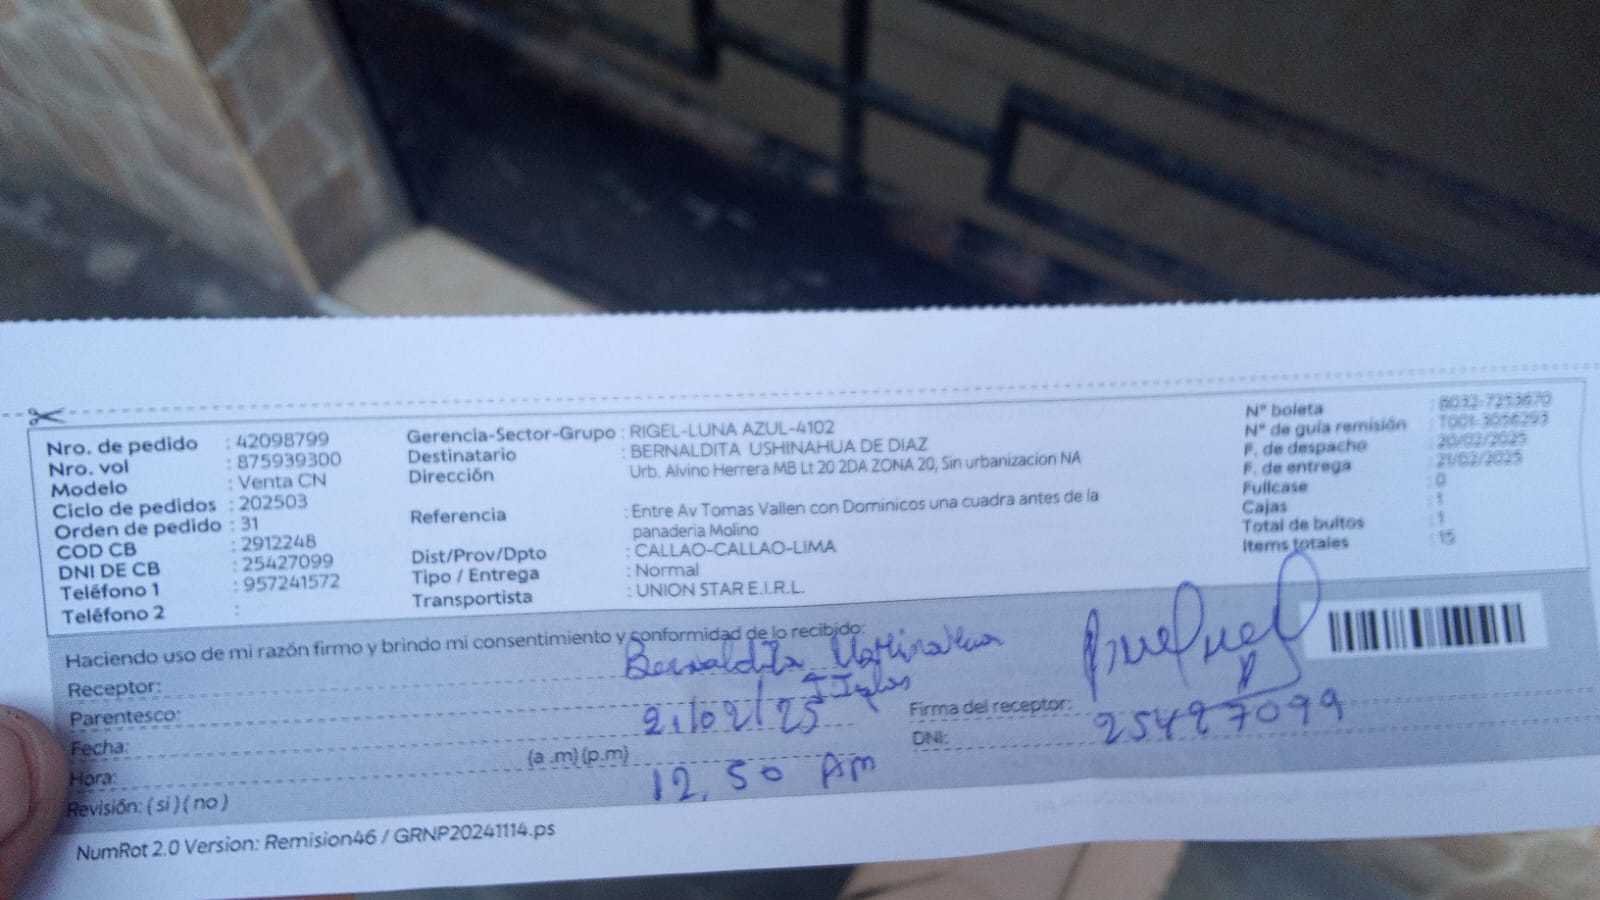 Nro. de pedido : 42098799
Nro. vol : 875939300
Modelo : Venta CN
Ciclo de pedidos : 202503
Orden de pedido : 31
COD CB : 2912248
DNI DE CB : 25427099
Teléfono 1 : 957241572
Teléfono 2 :
Gerencia-Sector-Grupo : RIGEL-LUNA AZUL-4102
Destinatario : BERNALDITA USHINAHUA DE DIAZ
Dirección : Urb. Alvino Herrera MB Lt 20 2DA ZONA 20, Sin urbanizacion NA
Referencia : Entre Av Tomas Vallen con Dominicos una cuadra antes de la
panaderia Molino
Dist/Prov/Dpto : CALLAO-CALLAO-LIMA
Tipo / Entrega : Normal
Transportista : UNION STAR E.I.R.L.
N° boleta
N° de guía remisión : T001-3056293
F. de despacho : 20/02/2025
F. de entrega : 21/02/2025
Fullcase : 0
Cajas : 1
Total de bultos : 1
Items totales : 15
Haciendo uso de mi razón firmo y brindo mi consentimiento y conformidad de lo recibido:
Receptor: Bernaldita
Parentesco:
Fecha: 21/02/25
Hora: (a .m) (p.m) 12.50 Am
Revisión: ( si ) ( no )
Firma del receptor:
DNI: 25427099
NumRot 2.0 Version: Remision46 / GRNP20241114.ps